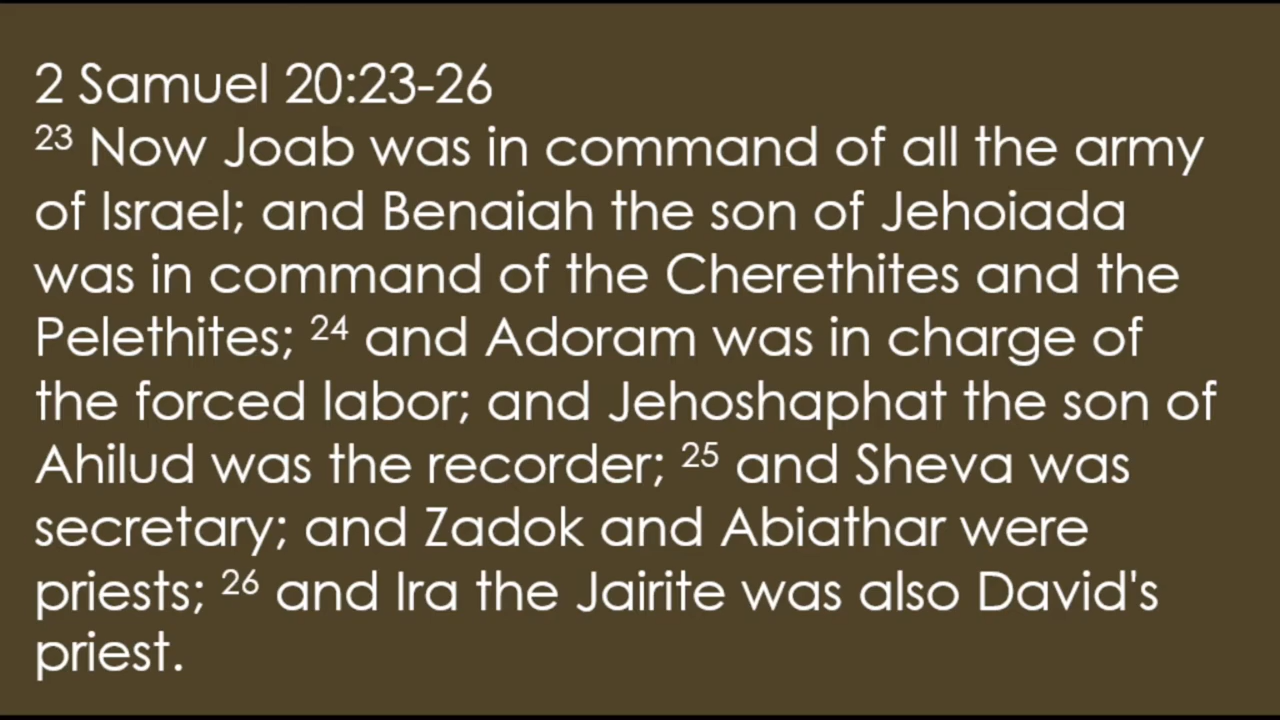 2 Samuel 20:23-26
23 Now Joab was in command of all the army
of Israel; and Benaiah the son of Jehoiada
was in command of the Cherethites and the
Pelethites; 24 and Adoram was in charge of
the forced labor; and Jehoshaphat the son of
Ahilud was the recorder; 25 and Sheva was
secretary; and Zadok and Abiathar were
priests; 26 and Ira the Jairite was also David's
priest.